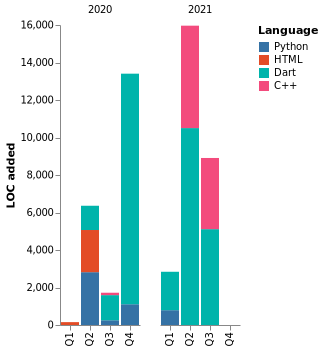 2020 2021
Language
Python
HTML
Dart
C++
LOC added
16,000
14,000
12,000
10,000
8,000
6,000
4,000
2,000
0
Q1 Q2 Q3 Q4 Q1 Q2 Q3 Q4